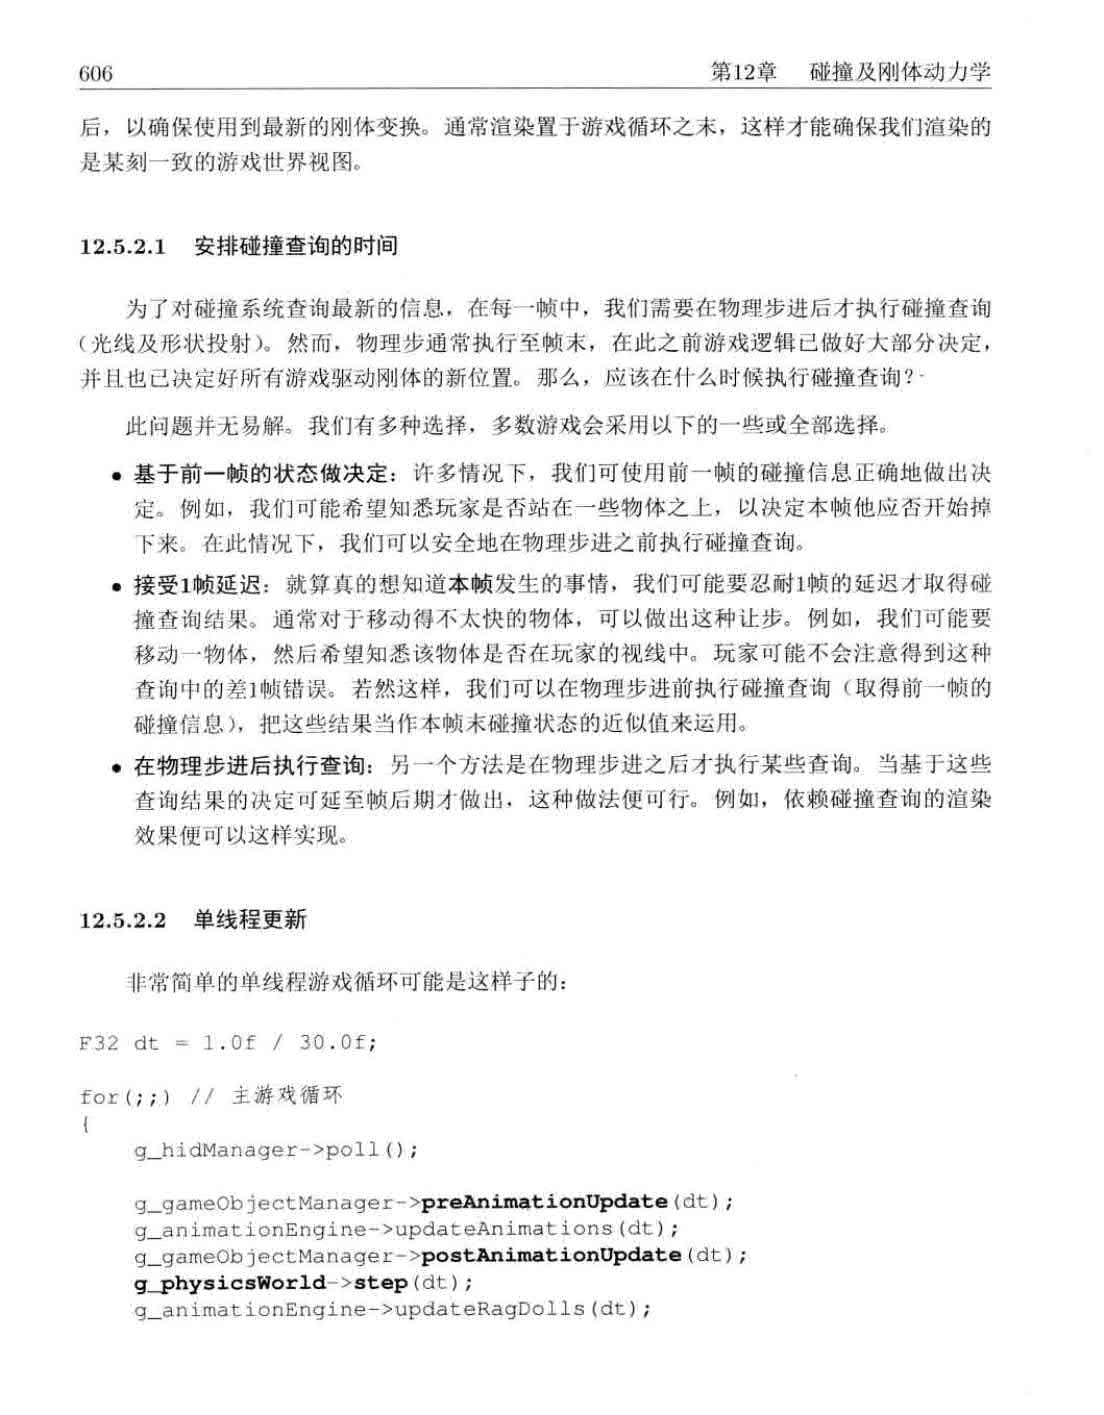 606 第12章 碰撞及刚体动力学
后，以确保使用到最新的刚体变换。通常渲染置于游戏循环之末，这样才能确保我们渲染的
是某刻一致的游戏世界视图。
12.5.2.1 安排碰撞查询的时间
为了对碰撞系统查询最新的信息，在每一帧中，我们需要在物理步进后才执行碰撞查询
（光线及形状投射）。然而，物理步通常执行至帧末，在此之前游戏逻辑已做好大部分决定，
并且也已决定好所有游戏驱动刚体的新位置。那么，应该在什么时候执行碰撞查询？
此问题并无易解。我们有多种选择，多数游戏会采用以下的一些或全部选择。
• 基于前一帧的状态做决定：许多情况下，我们可使用前一帧的碰撞信息正确地做出决
定。例如，我们可能希望知悉玩家是否站在一些物体之上，以决定本帧他应否开始掉
下来。在此情况下，我们可以安全地在物理步进之前执行碰撞查询。
• 接受1帧延迟：就算真的想知道本帧发生的事情，我们可能要忍耐1帧的延迟才取得碰
撞查询结果。通常对于移动得不太快的物体，可以做出这种让步。例如，我们可能要
移动一物体，然后希望知悉该物体是否在玩家的视线中。玩家可能不会注意得到这种
查询中的差1帧错误。若然这样，我们可以在物理步进前执行碰撞查询（取得前一帧的
碰撞信息），把这些结果当作本帧末碰撞状态的近似值来运用。
• 在物理步进后执行查询：另一个方法是在物理步进之后才执行某些查询。当基于这些
查询结果的决定可延至帧后期才做出，这种做法便可行。例如，依赖碰撞查询的渲染
效果便可以这样实现。
12.5.2.2 单线程更新
非常简单的单线程游戏循环可能是这样子的：
F32 dt = 1.0f / 30.0f;
for(;;) // 主游戏循环
{
g_hidManager->poll();
g_gameObjectManager->preAnimationUpdate(dt);
g_animationEngine->updateAnimations(dt);
g_gameObjectManager->postAnimationUpdate(dt);
g_physicsWorld->step(dt);
g_animationEngine->updateRagDolls(dt);